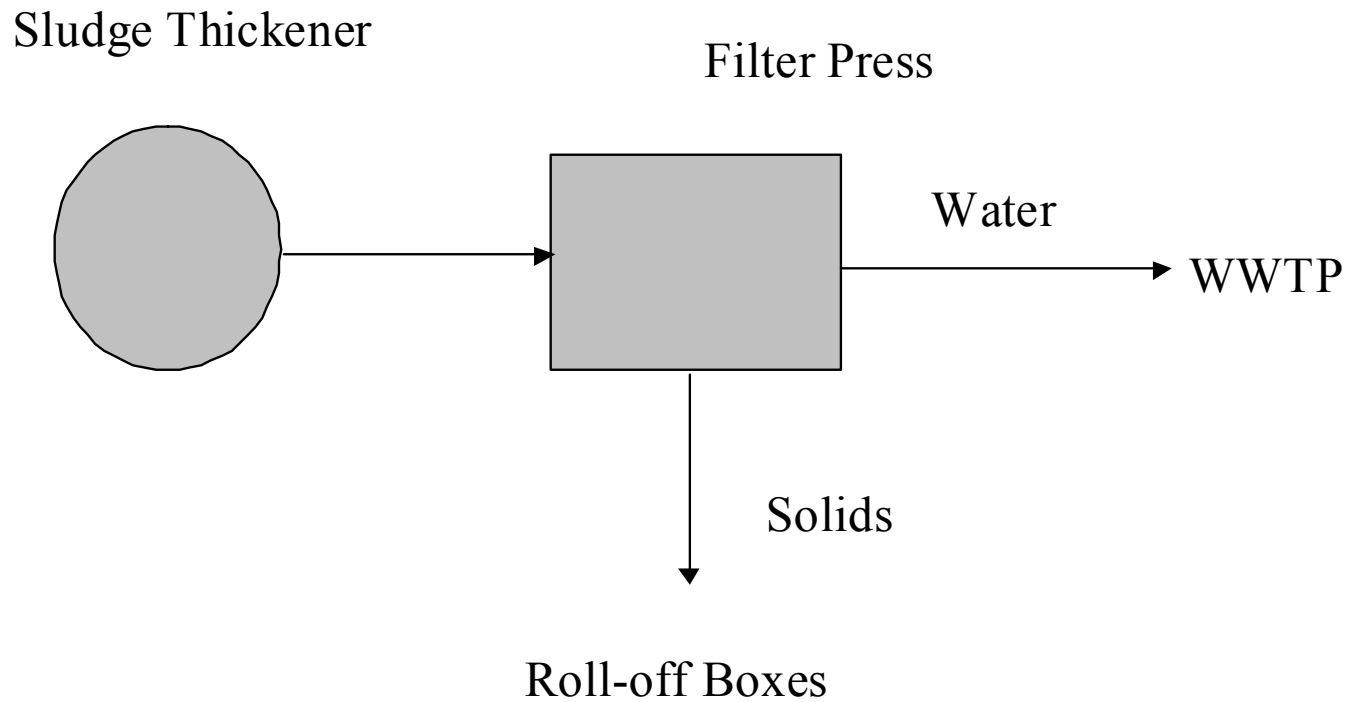 Sludge Thickener
Filter Press
Water
WWTP
Solids
Roll-off Boxes